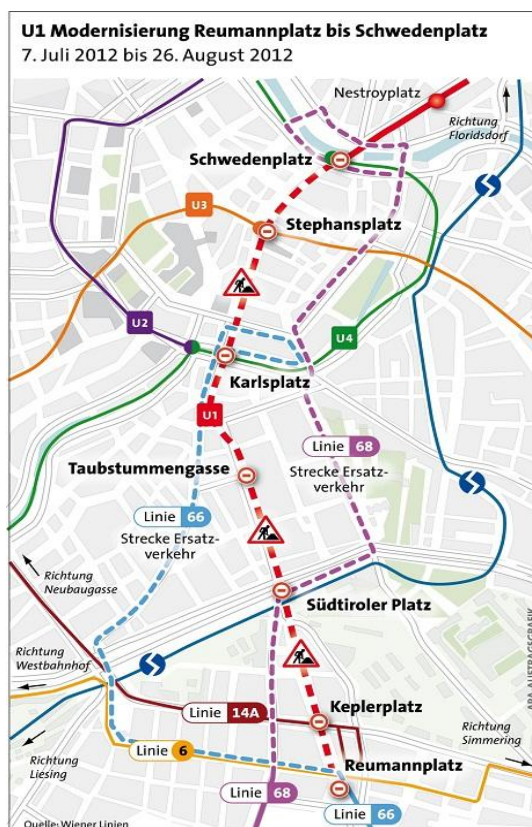 U1 Modernisierung Reumannplatz bis Schwedenplatz
7. Juli 2012 bis 26. August 2012
Nestroyplatz
Richtung
Floridsdorf
Schwedenplatz
U3
Stephansplatz
U2
U4
Karlsplatz
U1
Linie 68
Strecke Ersatz-
verkehr
Taubstummengasse
Linie 66
Strecke Ersatz-
verkehr
Richtung
Neubaugasse
Südtiroler Platz
Richtung
Westbahnhof
Linie 14A
Keplerplatz
Richtung
Simmering
Linie 6
Reumannplatz
Richtung
Liesing
Linie 68
Linie 66
Quelle: Wiener Linien
APA-AUFTRAGSGRAFIK